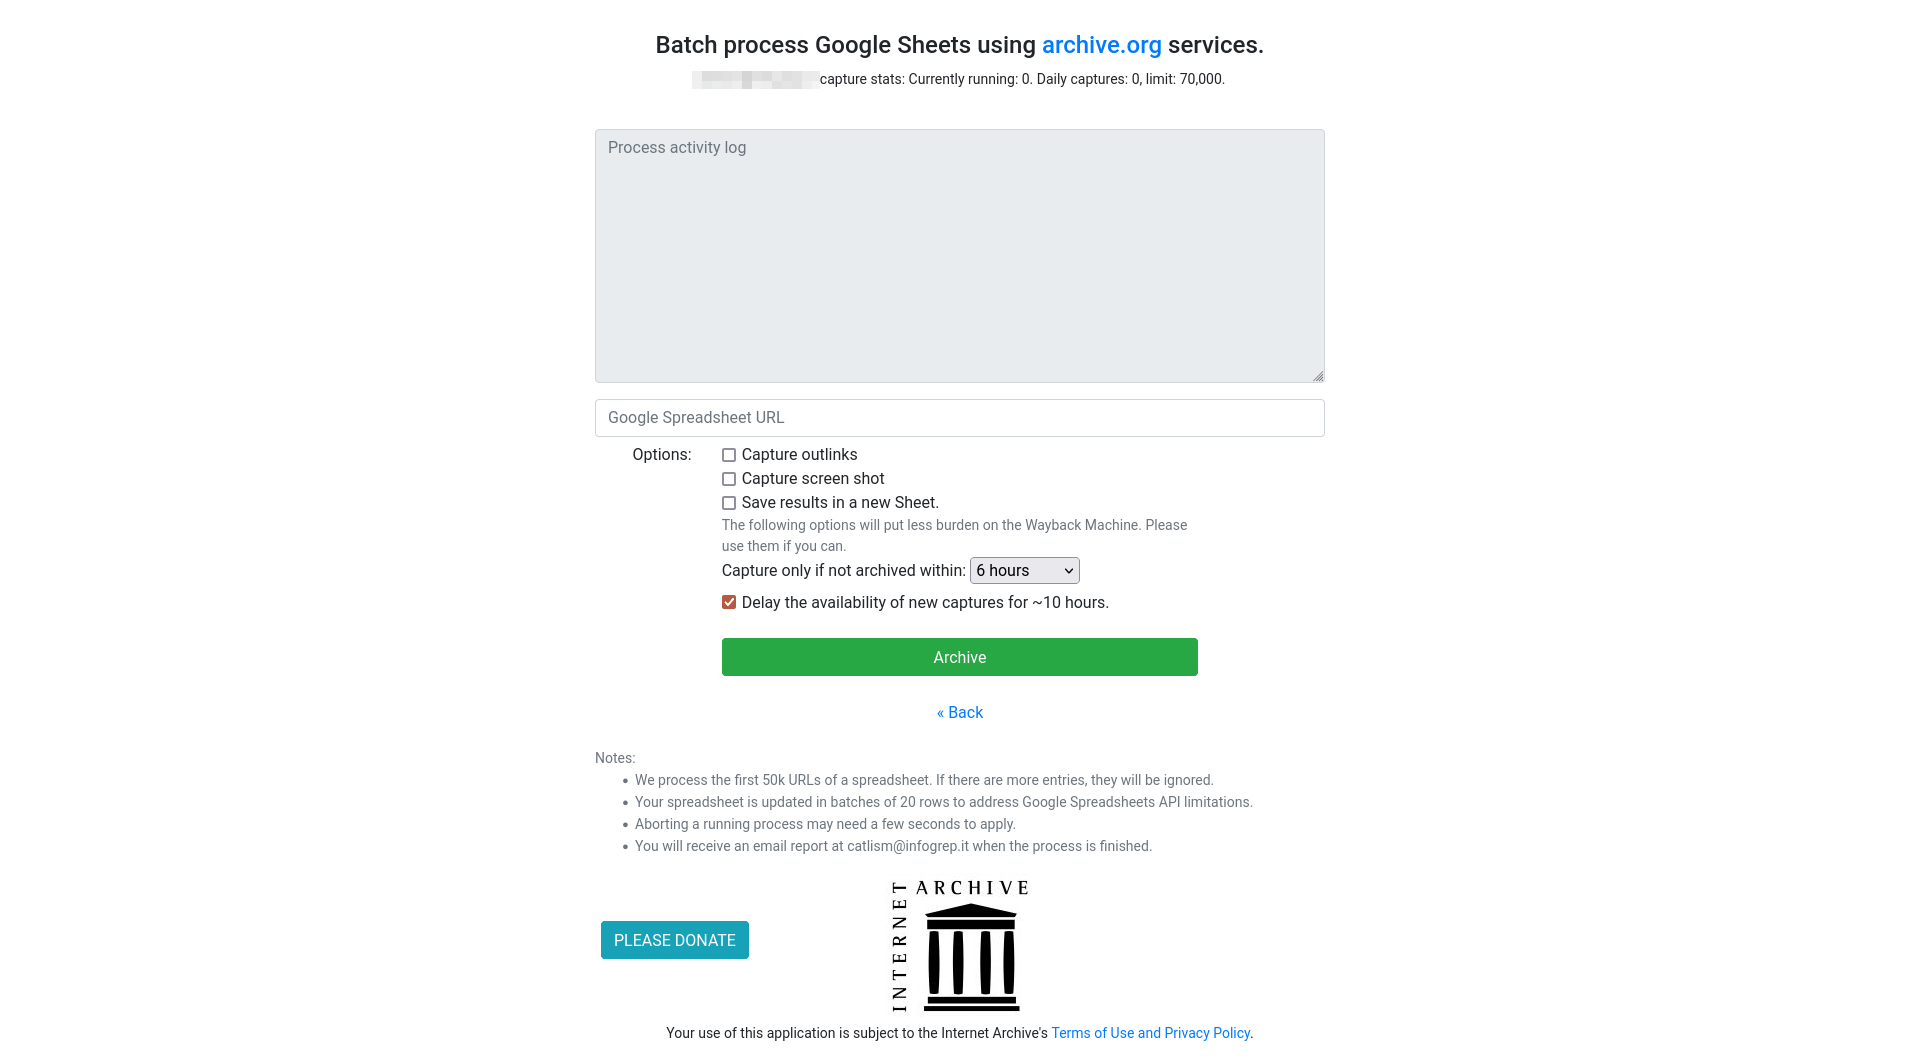 Batch process Google Sheets using archive.org services.
capture stats: Currently running: 0. Daily captures: 0, limit: 70,000.
Process activity log
Google Spreadsheet URL
Options:
Capture outlinks
Capture screen shot
Save results in a new Sheet.
The following options will put less burden on the Wayback Machine. Please
use them if you can.
Capture only if not archived within: 6 hours
Delay the availability of new captures for ~10 hours.
Archive
« Back
Notes:
• We process the first 50k URLs of a spreadsheet. If there are more entries, they will be ignored.
• Your spreadsheet is updated in batches of 20 rows to address Google Spreadsheets API limitations.
• Aborting a running process may need a few seconds to apply.
• You will receive an email report at catlism@infogrep.it when the process is finished.
PLEASE DONATE
INTERNET
ARCHIVE
Your use of this application is subject to the Internet Archive's Terms of Use and Privacy Policy.